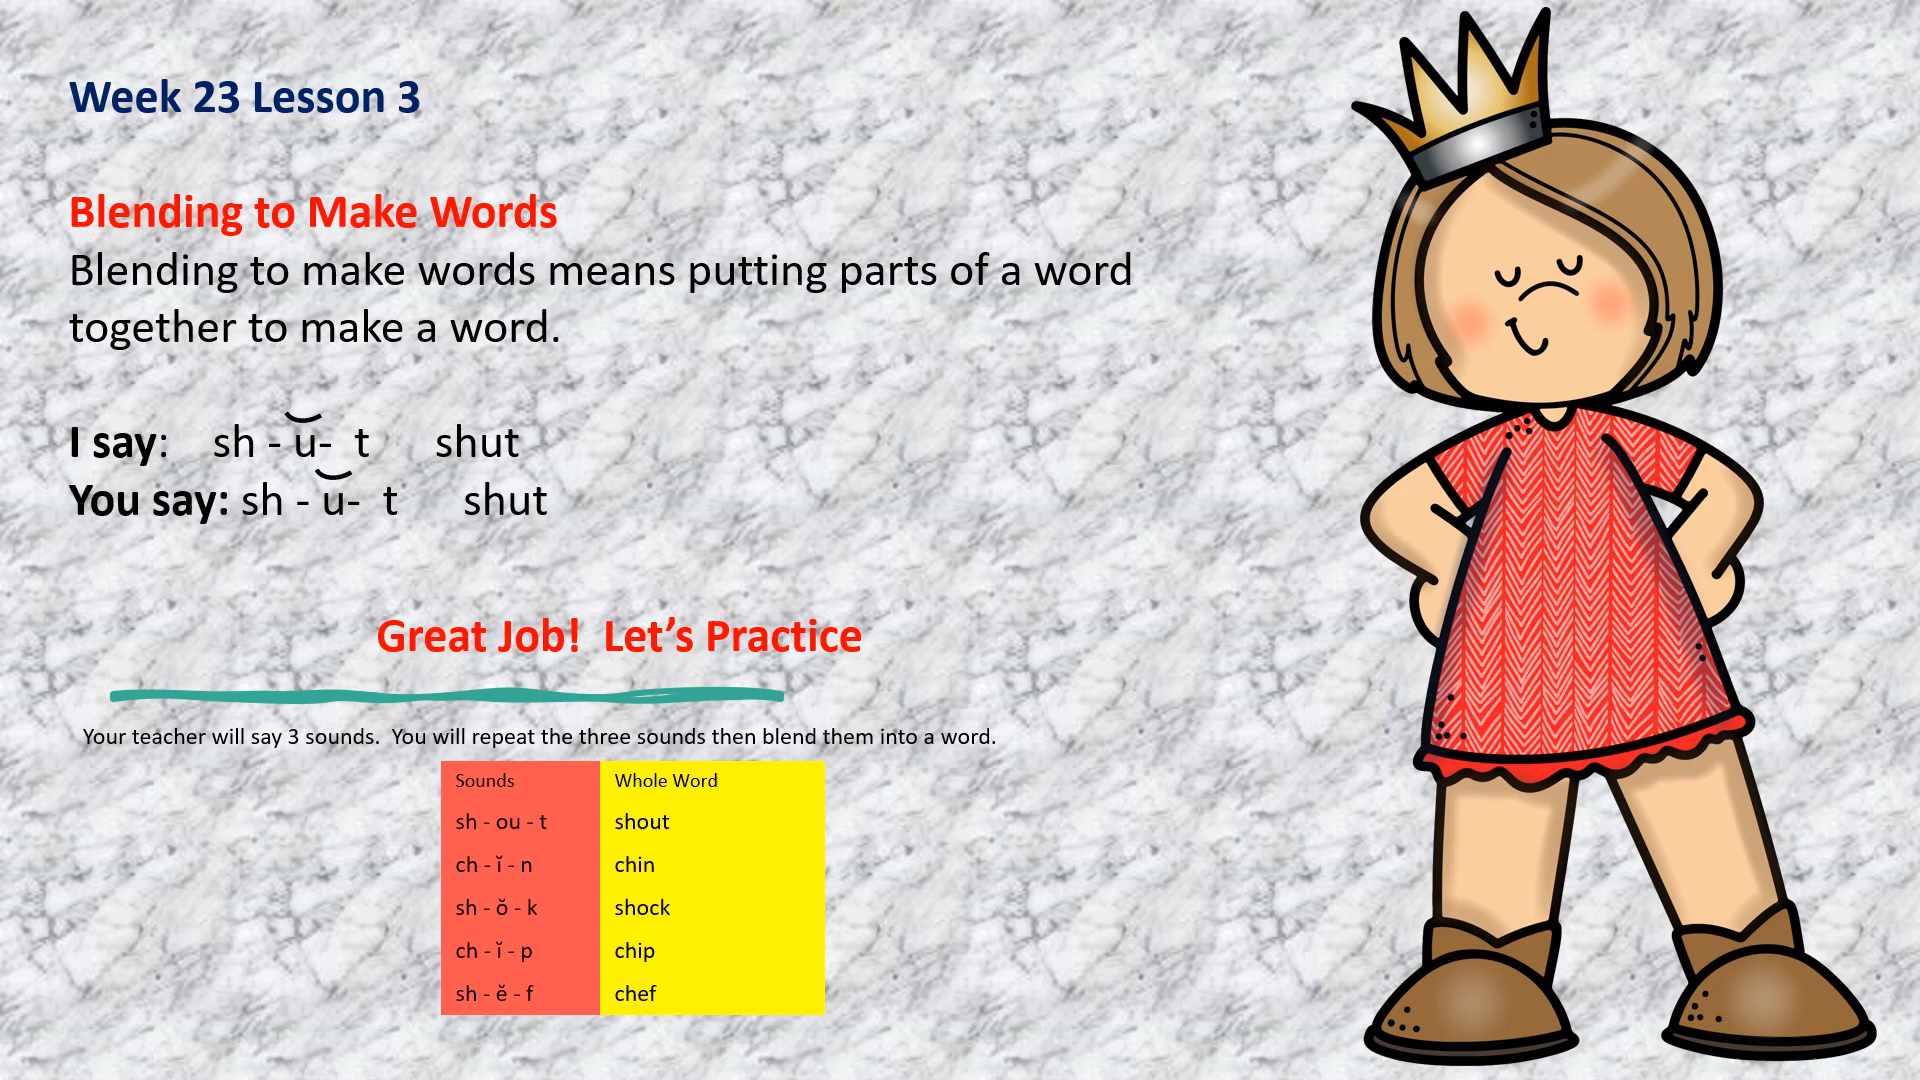 Week 23 Lesson 3
Blending to Make Words
Blending to make words means putting parts of a word
together to make a word.
I say: sh - ŭ- t shut
You say: sh - ŭ- t shut
Great Job! Let’s Practice
Your teacher will say 3 sounds. You will repeat the three sounds then blend them into a word.
Sounds Whole Word
sh - ou - t shout
ch - ĭ - n chin
sh - ŏ - k shock
ch - ĭ - p chip
sh - ĕ - f chef